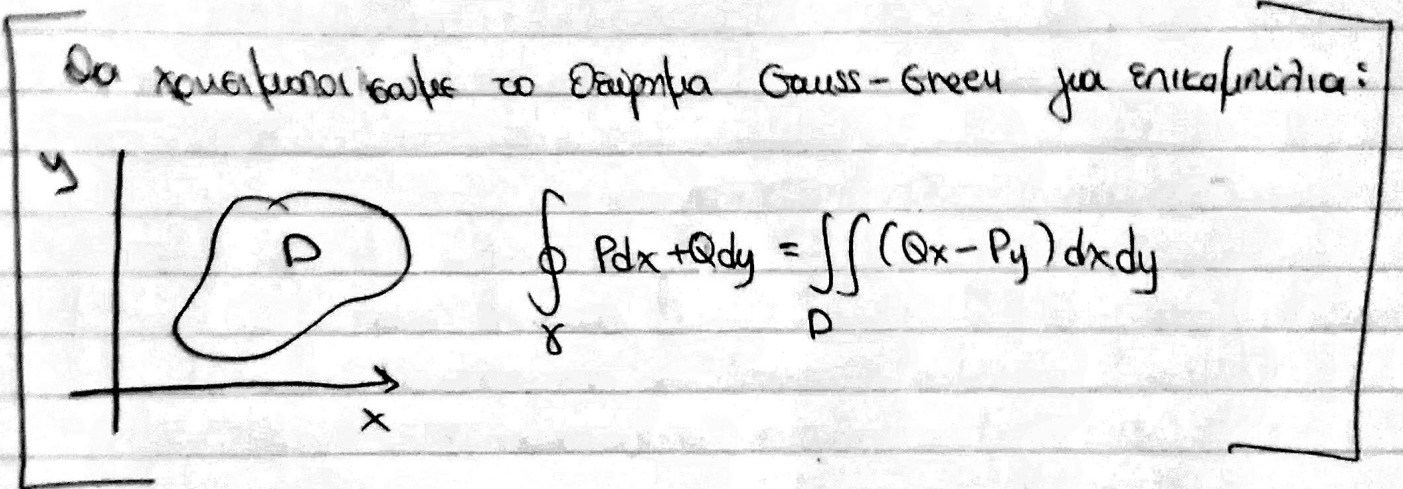 Θα χρησιμοποιήσουμε το Θεώρημα Gauss-Green για επικαμπύλια:
y
D
∮ Pdx+Qdy = ∬ (Qx-Py) dxdy
γ D
x